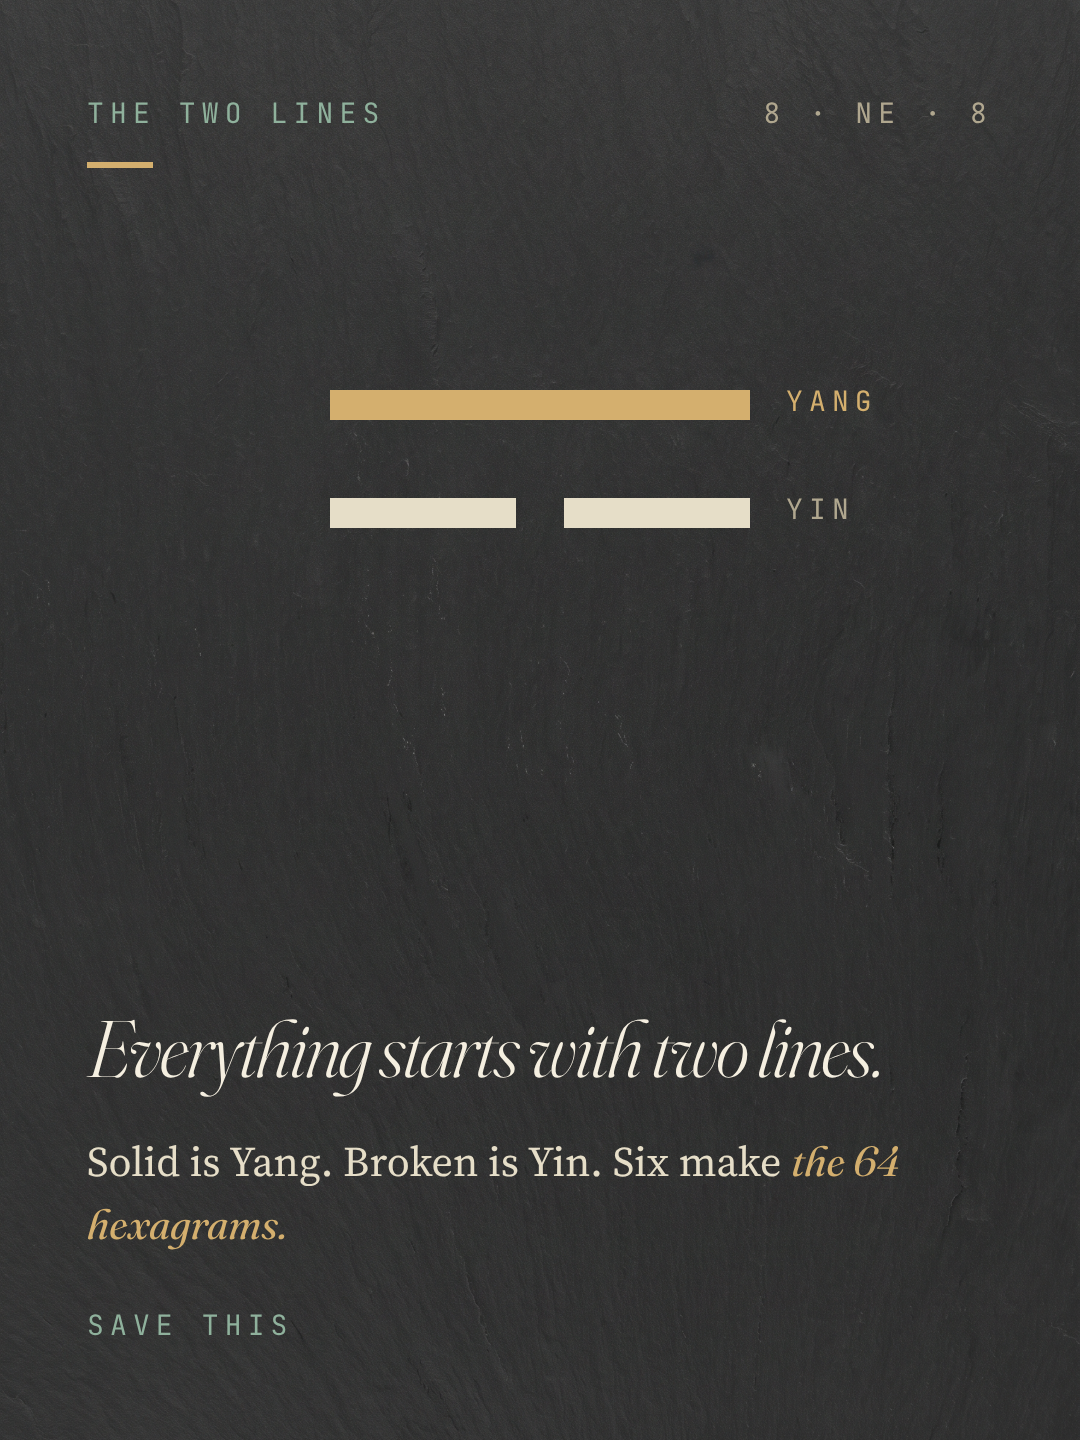 THE TWO LINES
8 · NE · 8
YANG
YIN
Everything starts with two lines.
Solid is Yang. Broken is Yin. Six make the 64
hexagrams.
SAVE THIS